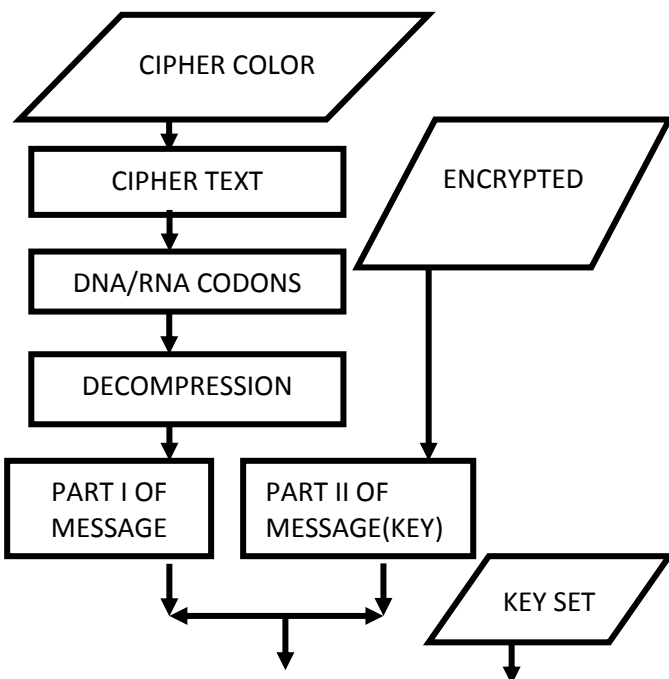 CIPHER COLOR
CIPHER TEXT
ENCRYPTED
DNA/RNA CODONS
DECOMPRESSION
PART I OF
MESSAGE
PART II OF
MESSAGE(KEY)
KEY SET